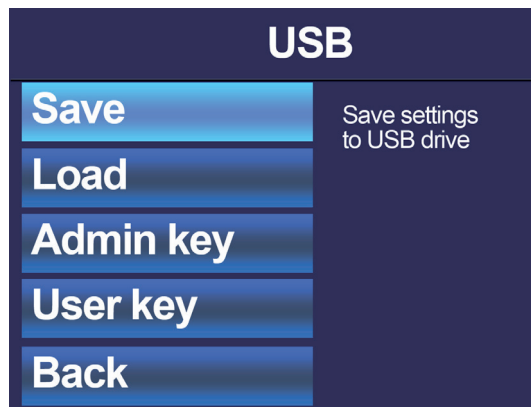 USB
Save
Save settings
to USB drive
Load
Admin key
User key
Back